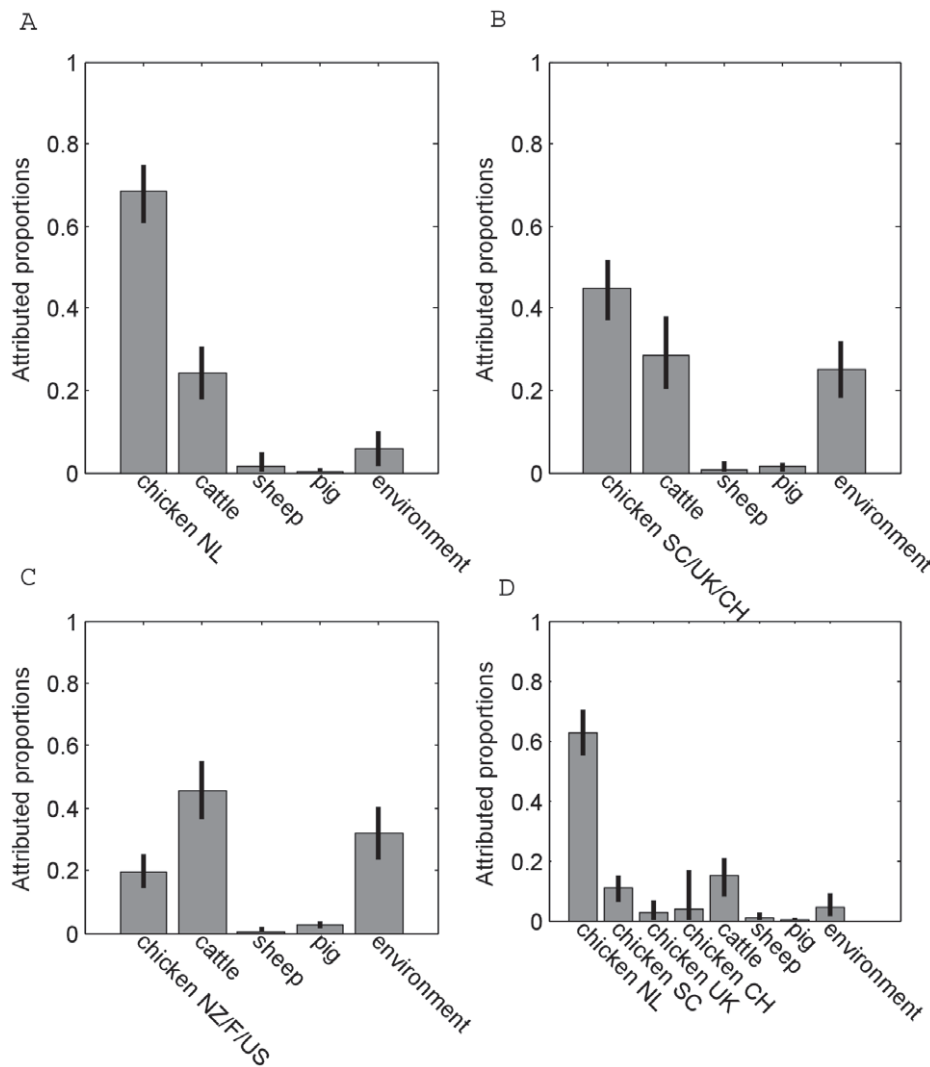 A
Attributed proportions
1
0.8
0.6
0.4
0.2
0
chicken NL
cattle
sheep
pig
environment
B
Attributed proportions
1
0.8
0.6
0.4
0.2
0
chicken SC/UK/CH
cattle
sheep
pig
environment
C
Attributed proportions
1
0.8
0.6
0.4
0.2
0
chicken NZ/F/US
cattle
sheep
pig
environment
D
Attributed proportions
1
0.8
0.6
0.4
0.2
0
chicken NL
chicken SC
chicken UK
chicken CH
cattle
sheep
pig
environment